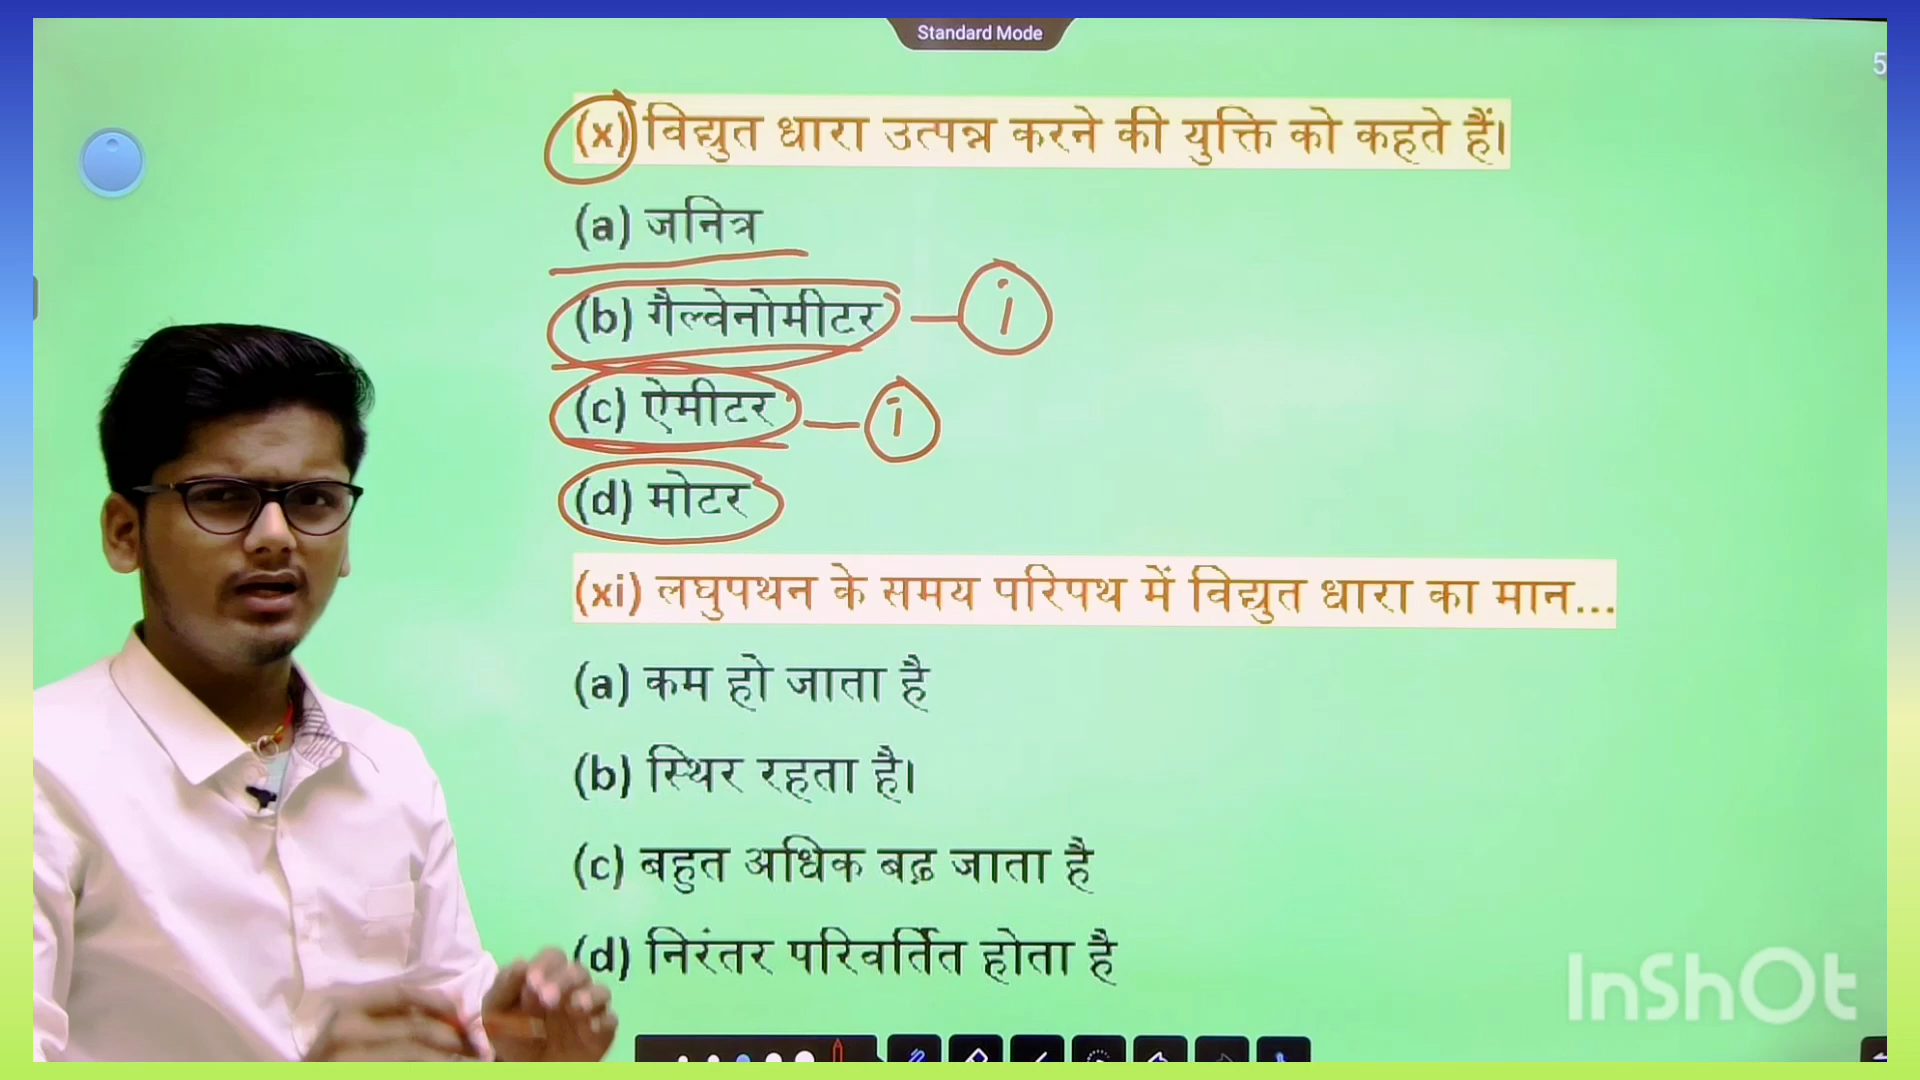 Standard Mode
5
(x) विद्युत धारा उत्पन्न करने की युक्ति को कहते हैं।
(a) जनित्र
(b) गैल्वेनोमीटर – i
(c) ऐमीटर – i
(d) मोटर
(xi) लघुपथन के समय परिपथ में विद्युत धारा का मान...
(a) कम हो जाता है
(b) स्थिर रहता है।
(c) बहुत अधिक बढ़ जाता है
(d) निरंतर परिवर्तित होता है
InShOt